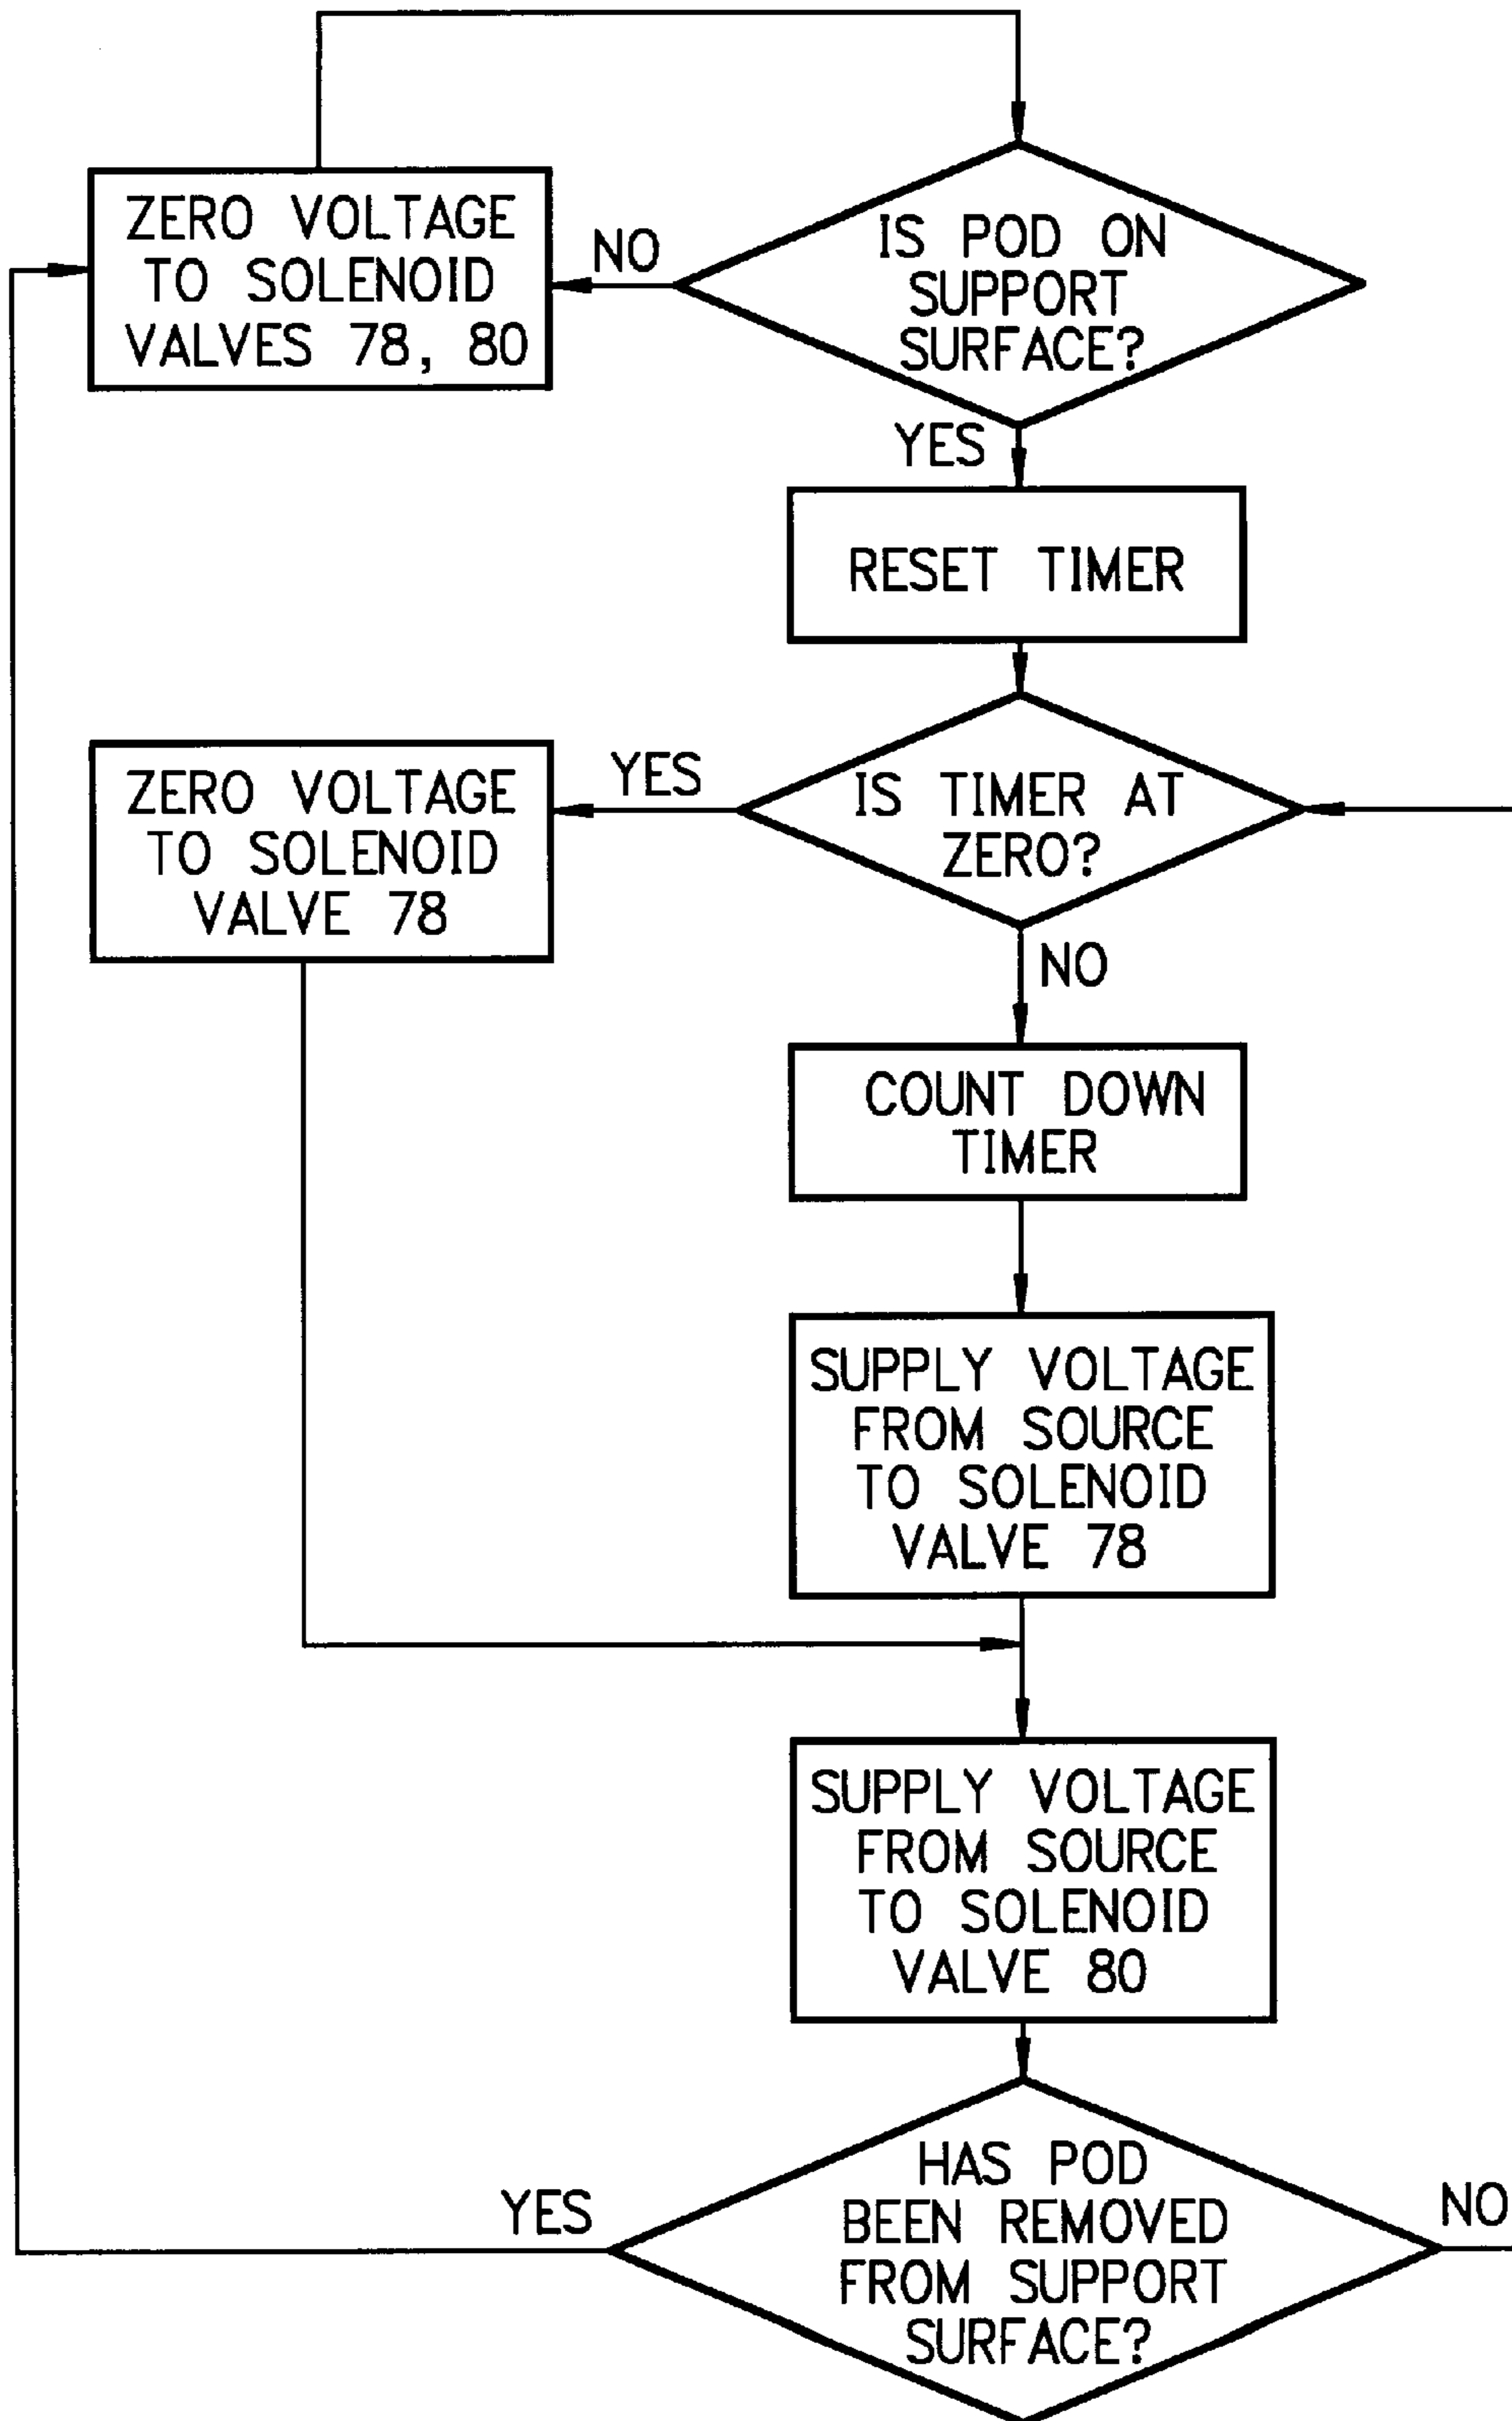 ZERO VOLTAGE
TO SOLENOID
VALVES 78, 80
NO
IS POD ON
SUPPORT
SURFACE?
YES
RESET TIMER
ZERO VOLTAGE
TO SOLENOID
VALVE 78
YES
IS TIMER AT
ZERO?
NO
COUNT DOWN
TIMER
SUPPLY VOLTAGE
FROM SOURCE
TO SOLENOID
VALVE 78
SUPPLY VOLTAGE
FROM SOURCE
TO SOLENOID
VALVE 80
YES
HAS POD
BEEN REMOVED
FROM SUPPORT
SURFACE?
NO